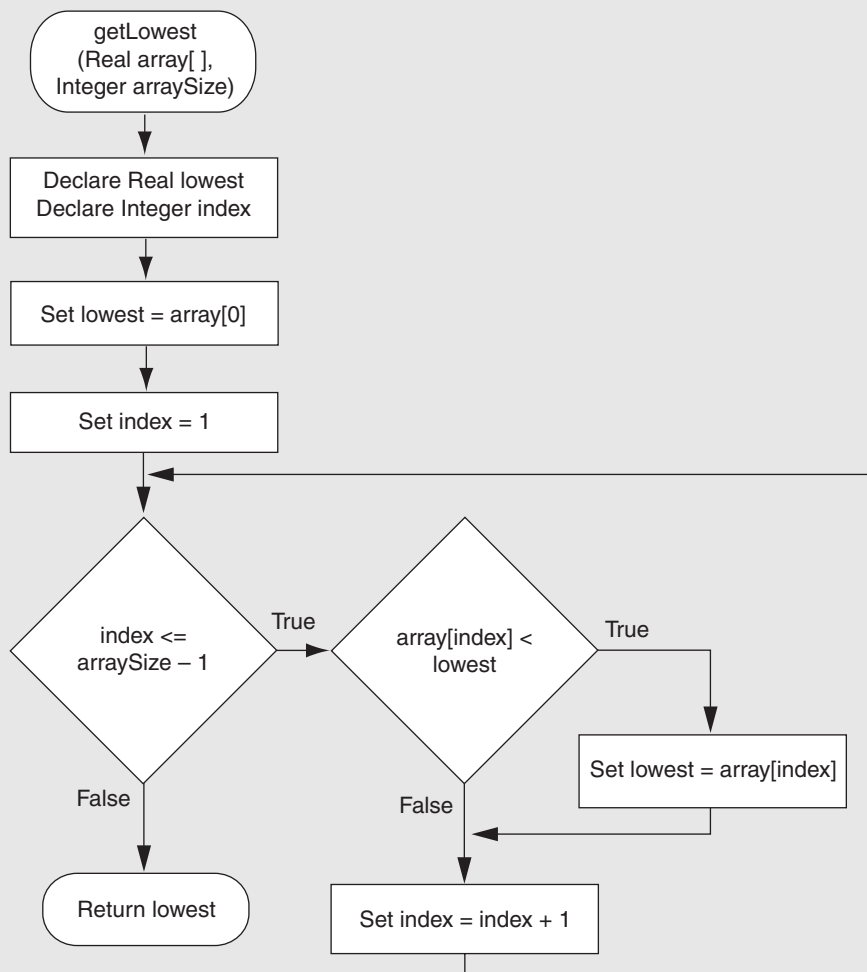 getLowest
(Real array[ ],
Integer arraySize)
Declare Real lowest
Declare Integer index
Set lowest = array[0]
Set index = 1
index <=
arraySize – 1
True
array[index] <
lowest
True
Set lowest = array[index]
False
False
Return lowest
Set index = index + 1